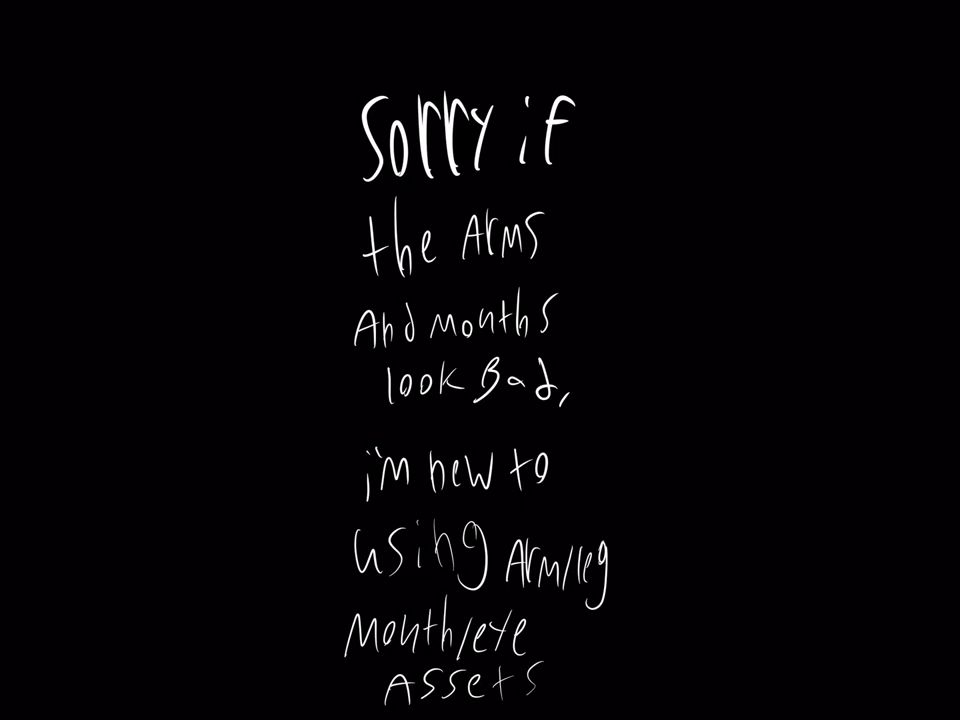 Sorry if
the Arms
And mouths
look Bad,
i'm new to
using Arm/leg
Mouth/eye
Assets